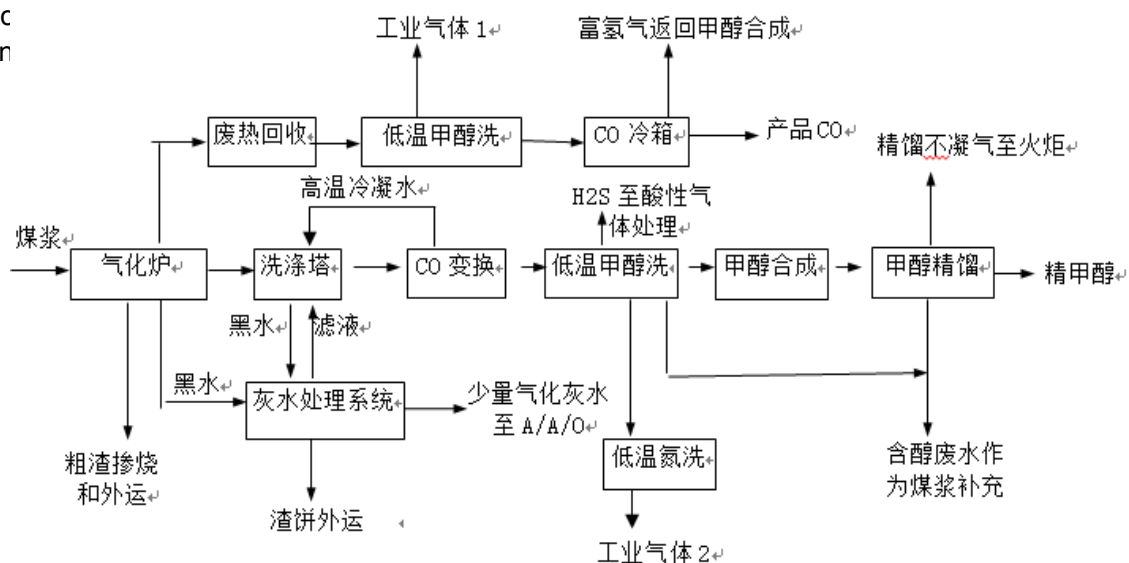 c
n
工业气体1
富氢气返回甲醇合成
废热回收
低温甲醇洗
CO 冷箱
产品CO
精馏不凝气至火炬
高温冷凝水
H2S 至酸性气
体处理
煤浆
气化炉
洗涤塔
CO 变换
低温甲醇洗
甲醇合成
甲醇精馏
精甲醇
黑水
滤液
黑水
灰水处理系统
少量气化灰水
至 A/A/O
粗渣掺烧
和外运
低温氮洗
含醇废水作
为煤浆补充
渣饼外运
工业气体2